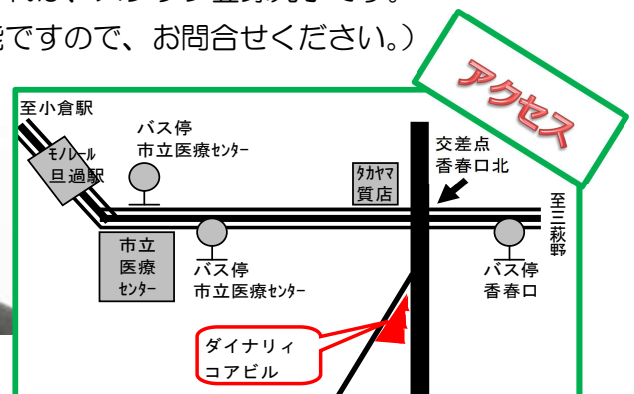 能ですので、お問合せください。）
アクセス
至小倉駅
バス停
市立医療ｾﾝﾀｰ
ﾓﾉﾚｰﾙ
旦過駅
ﾀｶﾔﾏ
質店
交差点
香春口北
至三萩野
市立
医療
ｾﾝﾀｰ
バス停
市立医療ｾﾝﾀｰ
バス停
香春口
ダイナリィ
コアビル